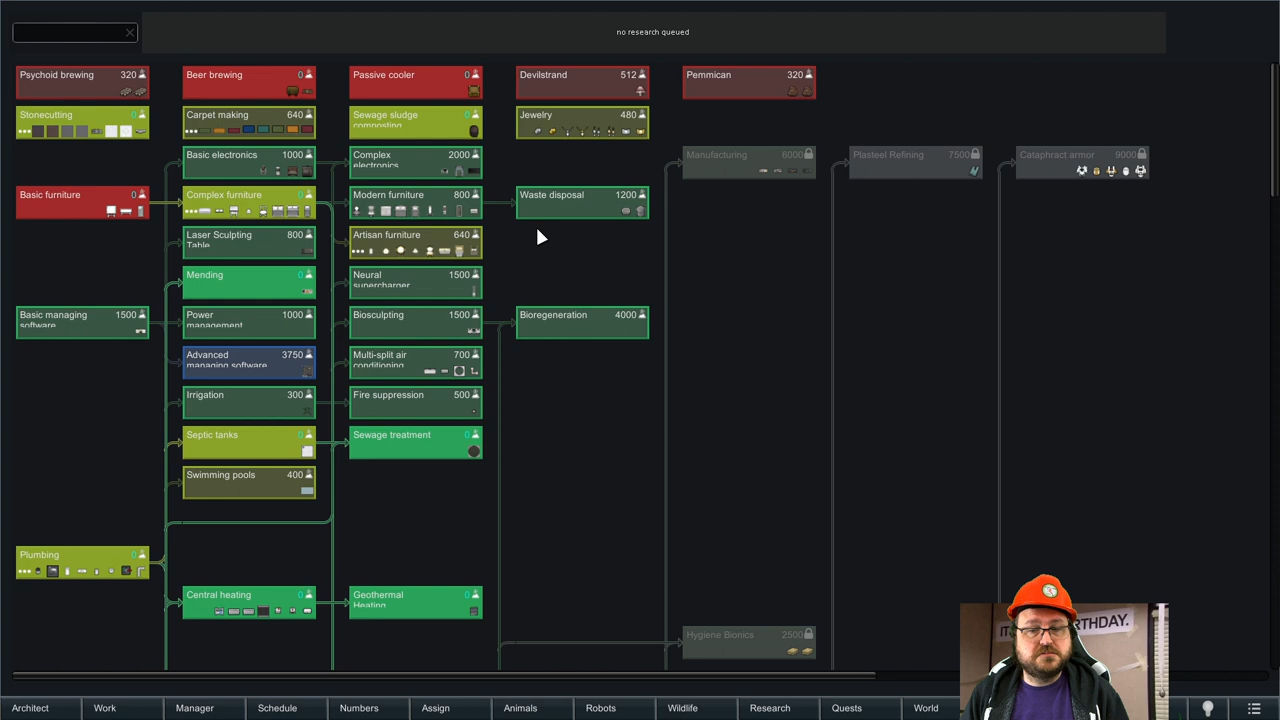 no research queued
Psychoid brewing 320
Beer brewing 0
Passive cooler 0
Devilstrand 512
Pemmican 320
Stonecutting 0
Carpet making 640
Sewage sludge composting 0
Jewelry 480
Basic electronics 1000
Complex electronics 2000
Manufacturing 6000
Plasteel Refining 7500
Cataphract armor 9000
Basic furniture 0
Complex furniture 0
Modern furniture 800
Waste disposal 1200
Laser Sculpting Table 800
Artisan furniture 640
Mending 0
Neural supercharger 1500
Basic managing software 1500
Power management 1000
Biosculpting 1500
Bioregeneration 4000
Advanced managing software 3750
Multi-split air conditioning 700
Irrigation 300
Fire suppression 500
Septic tanks 0
Sewage treatment 0
Swimming pools 400
Plumbing 0
Central heating 0
Geothermal Heating 0
Hygiene Bionics 2500
THDAY.
Architect
Work
Manager
Schedule
Numbers
Assign
Animals
Robots
Wildlife
Research
Quests
World